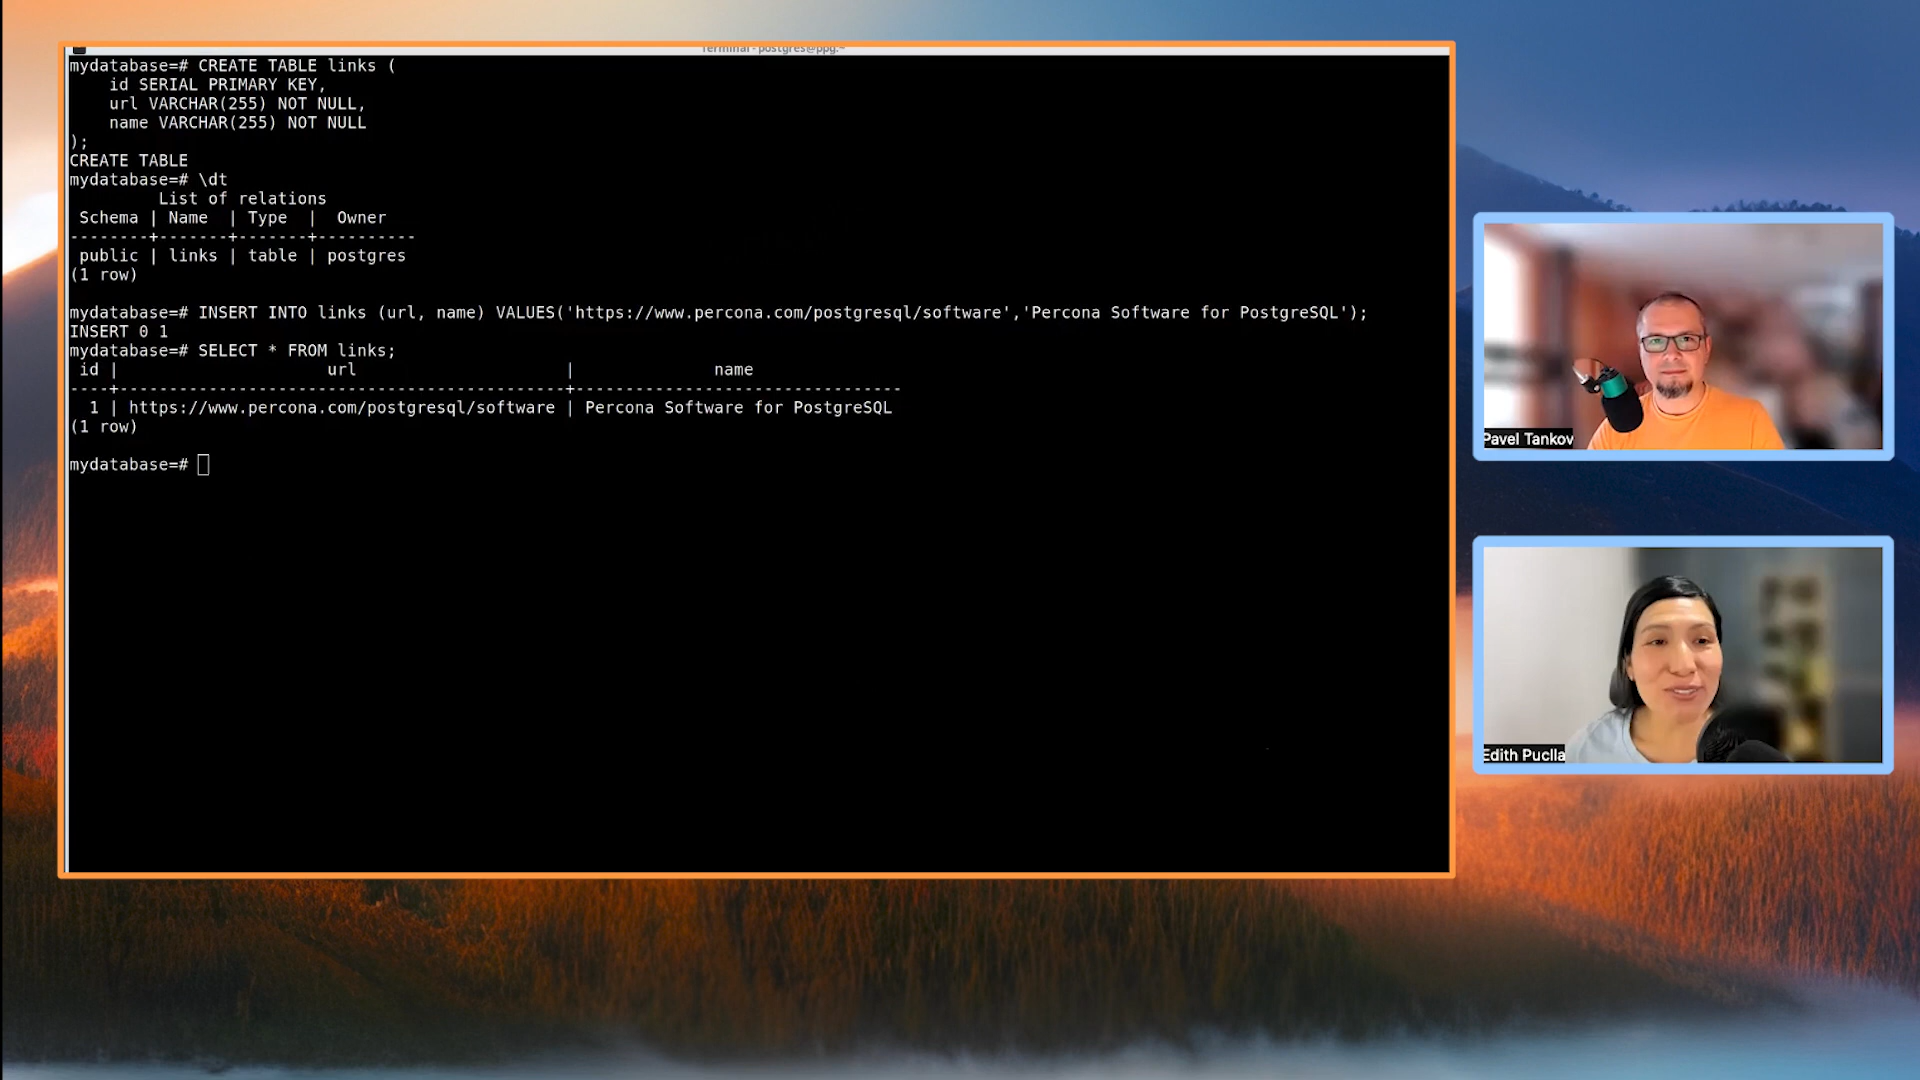 Terminal - postgres@ppg:~
mydatabase=# CREATE TABLE links (
    id SERIAL PRIMARY KEY,
    url VARCHAR(255) NOT NULL,
    name VARCHAR(255) NOT NULL
);
CREATE TABLE
mydatabase=# \dt
         List of relations
 Schema | Name  | Type  |  Owner
--------+-------+-------+----------
 public | links | table | postgres
(1 row)
mydatabase=# INSERT INTO links (url, name) VALUES('https://www.percona.com/postgresql/software','Percona Software for PostgreSQL');
INSERT 0 1
mydatabase=# SELECT * FROM links;
 id |                     url                     |              name
----+---------------------------------------------+---------------------------------
  1 | https://www.percona.com/postgresql/software | Percona Software for PostgreSQL
(1 row)
mydatabase=#
Pavel Tankov
Edith Puclla